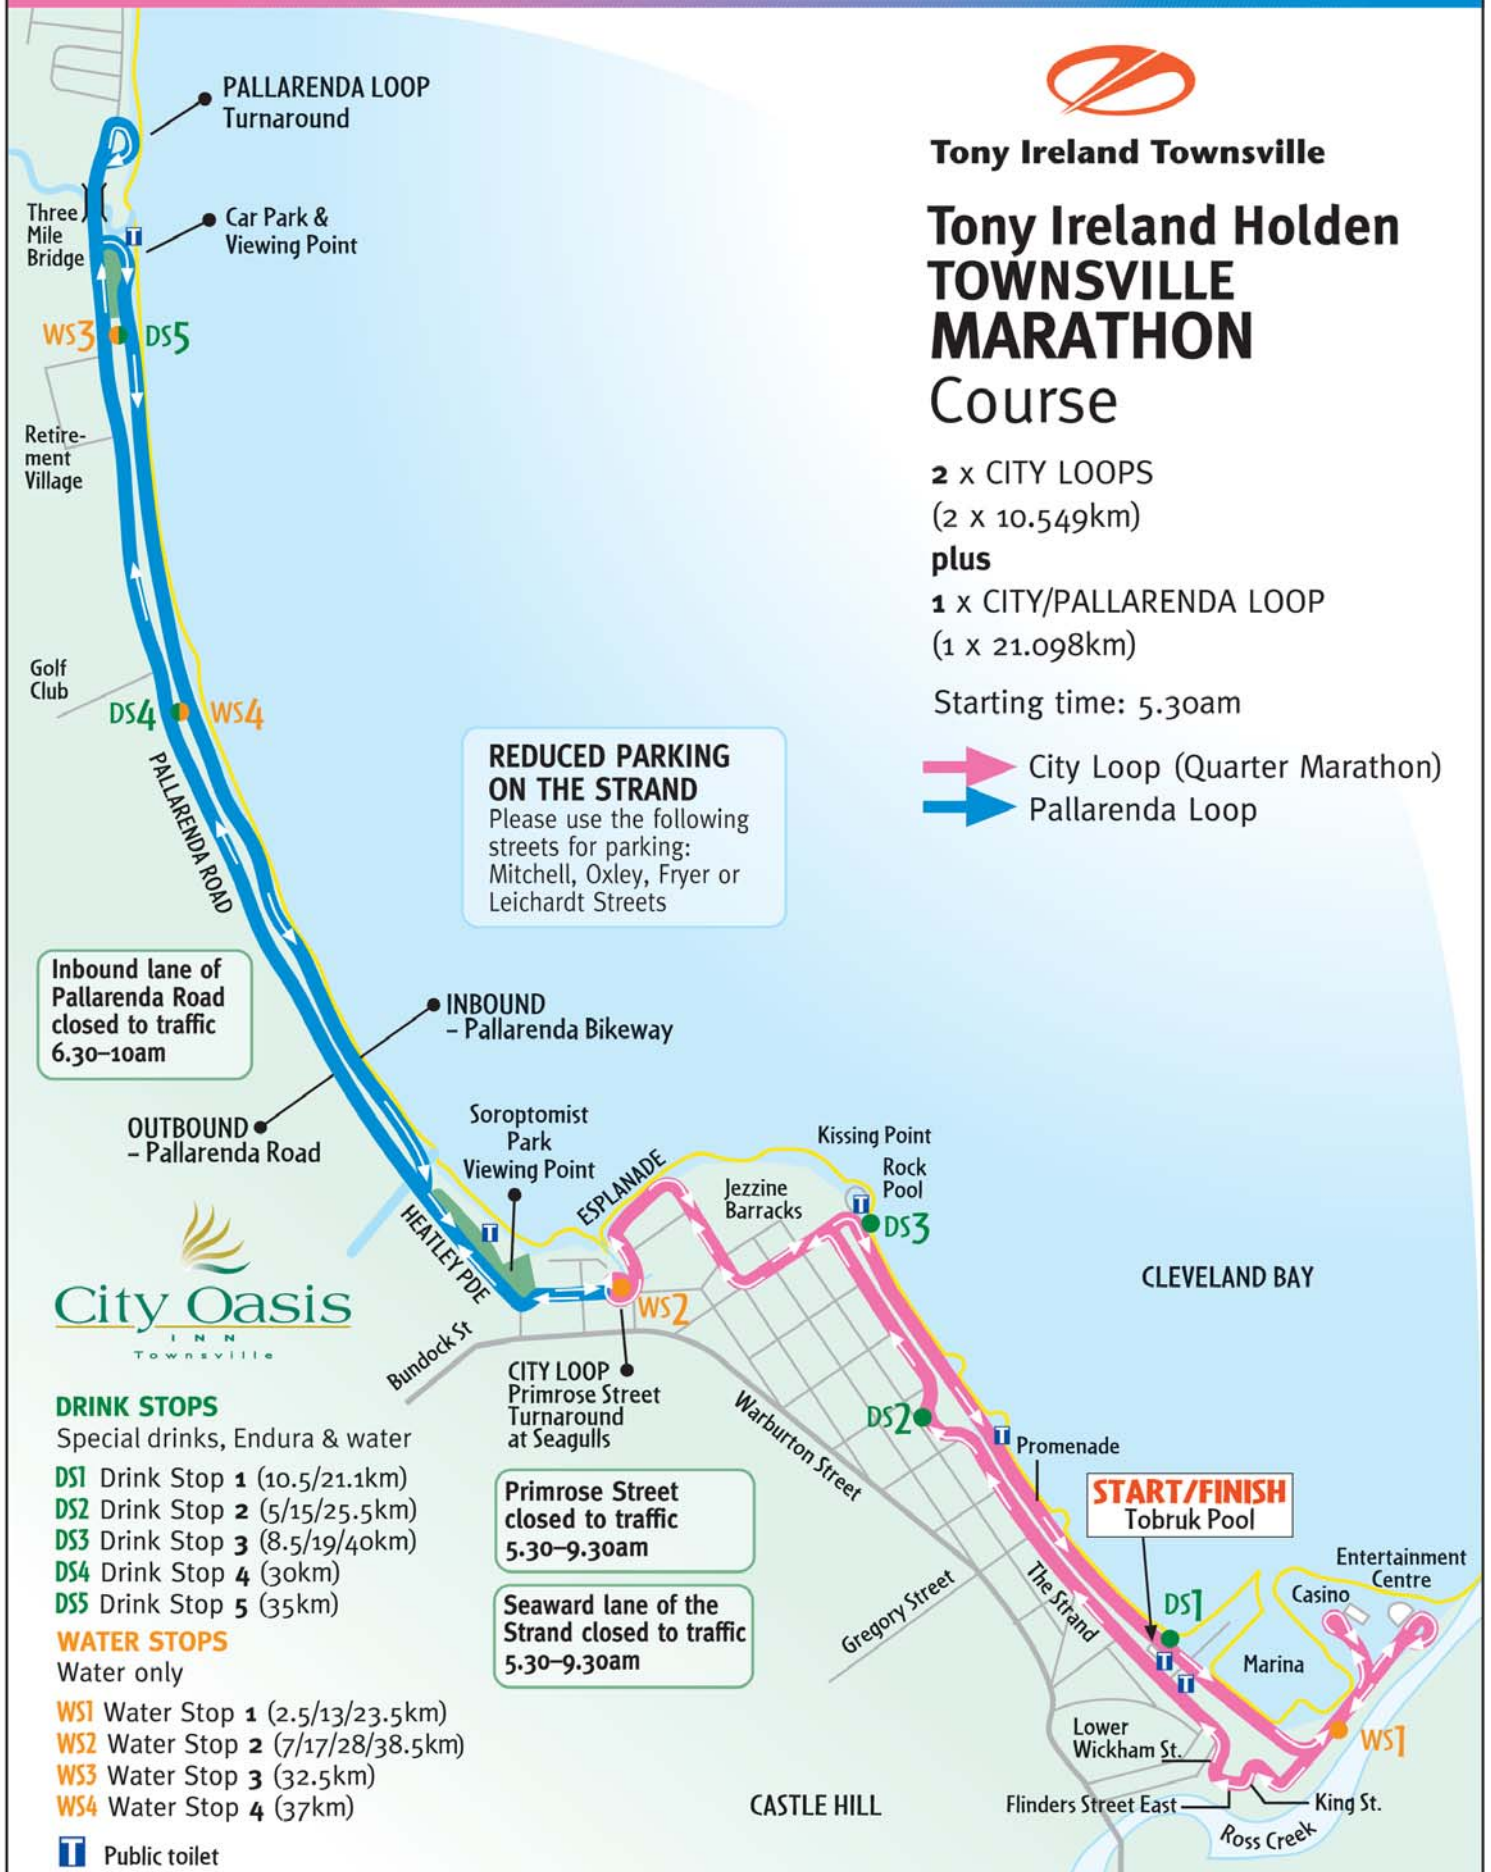 PALLARENDA LOOP
Turnaround
Three
Mile
Bridge
Car Park &
Viewing Point
T
WS3
DS5
Retire-
ment
Village
Golf
Club
DS4
WS4
PALLARENDA ROAD
Tony Ireland Townsville
Tony Ireland Holden
TOWNSVILLE
MARATHON
Course
2 x CITY LOOPS
(2 x 10.549km)
plus
1 x CITY/PALLARENDA LOOP
(1 x 21.098km)
Starting time: 5.30am
City Loop (Quarter Marathon)
Pallarenda Loop
REDUCED PARKING
ON THE STRAND
Please use the following
streets for parking:
Mitchell, Oxley, Fryer or
Leichardt Streets
Inbound lane of
Pallarenda Road
closed to traffic
6.30–10am
INBOUND
– Pallarenda Bikeway
OUTBOUND
– Pallarenda Road
Soroptomist
Park
Viewing Point
T
HEATLEY PDE
ESPLANADE
Jezzine
Barracks
Kissing Point
Rock
Pool
T
DS3
CLEVELAND BAY
WS2
Bundock St
CITY LOOP
Primrose Street
Turnaround
at Seagulls
Warburton Street
DS2
T
Promenade
START/FINISH
Tobruk Pool
Primrose Street
closed to traffic
5.30–9.30am
Seaward lane of the
Strand closed to traffic
5.30–9.30am
Gregory Street
The Strand
DS1
T
T
Entertainment
Centre
Casino
Marina
WS1
Lower
Wickham St.
Flinders Street East
King St.
Ross Creek
CASTLE HILL
City Oasis
INN
Townsville
DRINK STOPS
Special drinks, Endura & water
DS1 Drink Stop 1 (10.5/21.1km)
DS2 Drink Stop 2 (5/15/25.5km)
DS3 Drink Stop 3 (8.5/19/40km)
DS4 Drink Stop 4 (30km)
DS5 Drink Stop 5 (35km)
WATER STOPS
Water only
WS1 Water Stop 1 (2.5/13/23.5km)
WS2 Water Stop 2 (7/17/28/38.5km)
WS3 Water Stop 3 (32.5km)
WS4 Water Stop 4 (37km)
T Public toilet